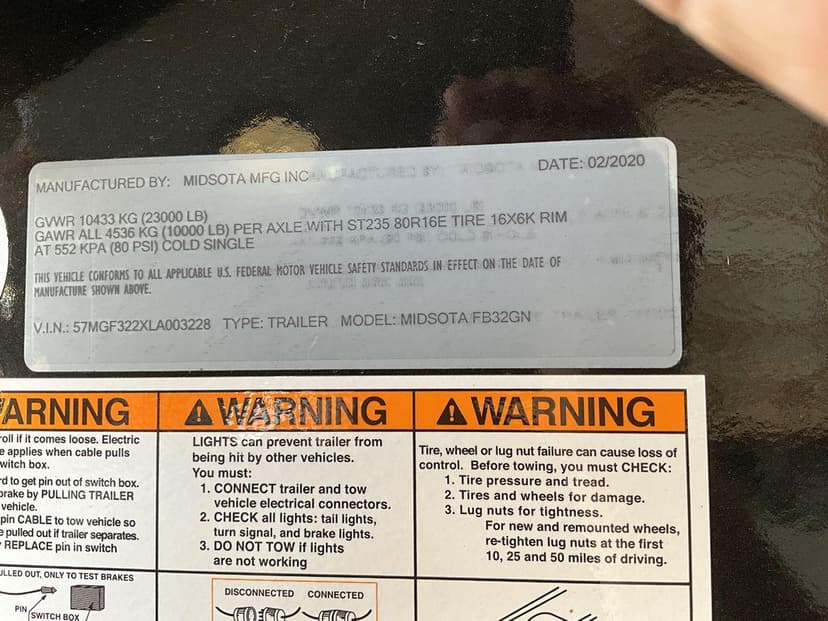 MANUFACTURED BY: MIDSOTA MFG INC DATE: 02/2020
GVWR 10433 KG (23000 LB)
GAWR ALL 4536 KG (10000 LB) PER AXLE WITH ST235 80R16E TIRE 16X6K RIM
AT 552 KPA (80 PSI) COLD SINGLE
THIS VEHICLE CONFORMS TO ALL APPLICABLE U.S. FEDERAL MOTOR VEHICLE SAFETY STANDARDS IN EFFECT ON THE DATE OF
MANUFACTURE SHOWN ABOVE.
V.I.N.: 57MGF322XLA003228 TYPE: TRAILER MODEL: MIDSOTA FB32GN
ARNING
roll if it comes loose. Electric
e applies when cable pulls
witch box.
rd to get pin out of switch box.
brake by PULLING TRAILER
vehicle.
pin CABLE to tow vehicle so
e pulled out if trailer separates.
REPLACE pin in switch
ULLED OUT, ONLY TO TEST BRAKES
PIN
SWITCH BOX
WARNING
LIGHTS can prevent trailer from
being hit by other vehicles.
You must:
1. CONNECT trailer and tow
vehicle electrical connectors.
2. CHECK all lights: tail lights,
turn signal, and brake lights.
3. DO NOT TOW if lights
are not working
DISCONNECTED CONNECTED
WARNING
Tire, wheel or lug nut failure can cause loss of
control. Before towing, you must CHECK:
1. Tire pressure and tread.
2. Tires and wheels for damage.
3. Lug nuts for tightness.
For new and remounted wheels,
re-tighten lug nuts at the first
10, 25 and 50 miles of driving.